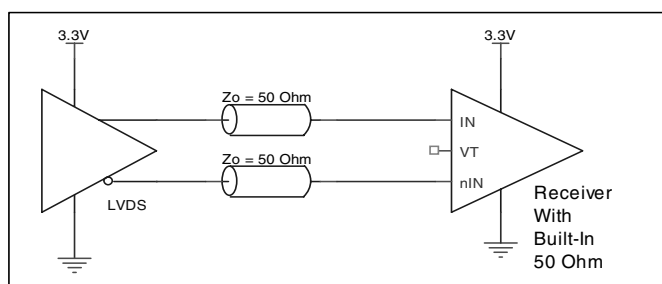 3.3V
3.3V
Zo = 50 Ohm
IN
VT
Zo = 50 Ohm
nIN
LVDS
Receiver
With
Built-In
50 Ohm